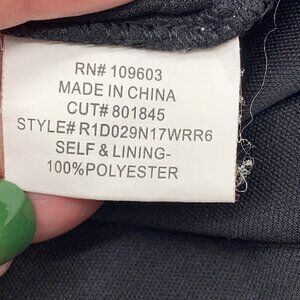 RN# 109603
MADE IN CHINA
CUT# 801845
STYLE# R1D029N17WRR6
SELF & LINING-
100%POLYESTER